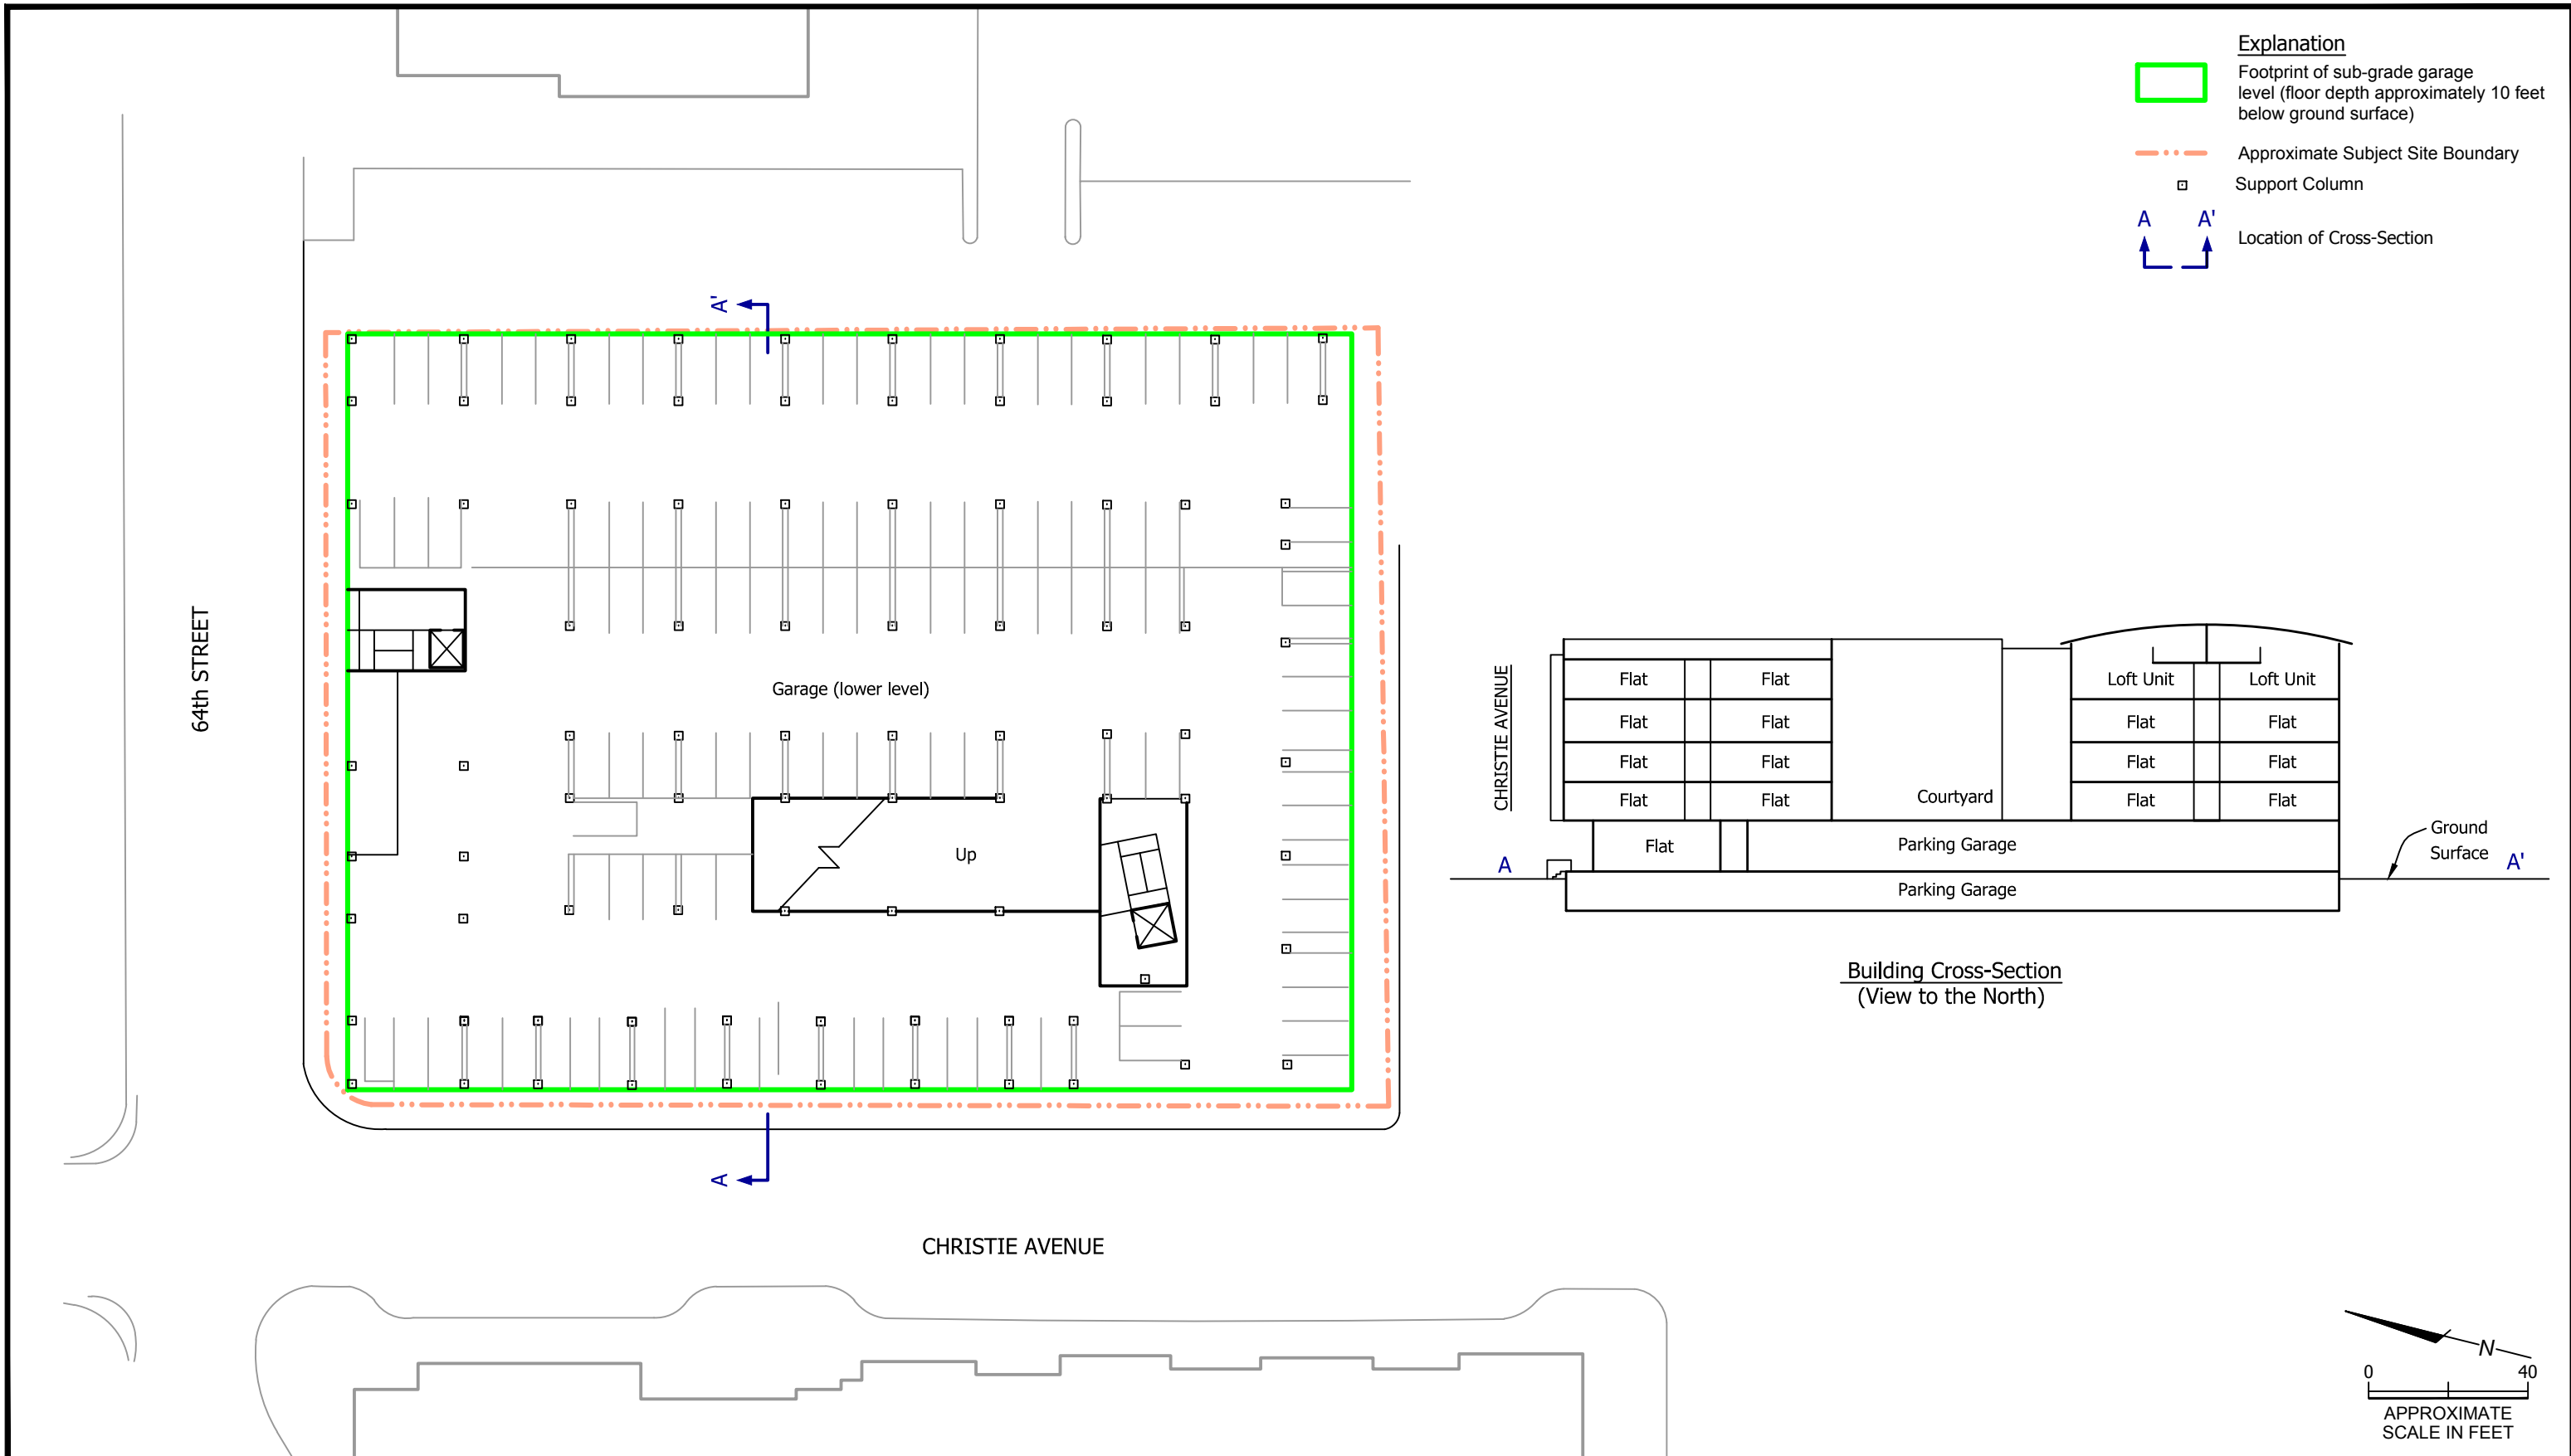 Explanation
Footprint of sub-grade garage
level (floor depth approximately 10 feet
below ground surface)
Approximate Subject Site Boundary
Support Column
A A'
Location of Cross-Section
A'
64th STREET
Garage (lower level)
Up
A
CHRISTIE AVENUE
CHRISTIE AVENUE
Flat Flat Loft Unit Loft Unit
Flat Flat Flat Flat
Flat Flat Flat Flat
Flat Flat Courtyard Flat Flat
Flat Parking Garage
Ground
Surface
A A'
Parking Garage
Building Cross-Section
(View to the North)
N
0 40
APPROXIMATE
SCALE IN FEET